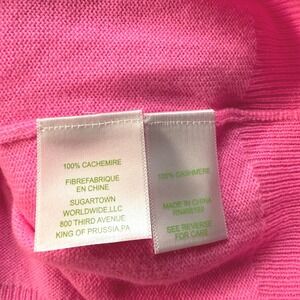 100% CACHEMIRE
FIBREFABRIQUE
EN CHINE
SUGARTOWN
WORLDWIDE,LLC
800 THIRD AVENUE
KING OF PRUSSIA,PA
100% CASHMERE
MADE IN CHINA
SEE REVERSE
FOR CARE